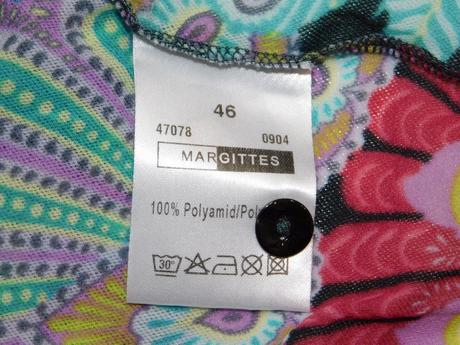 46
47078 0904
MARGITTES
100% Polyamid/Pol
30°